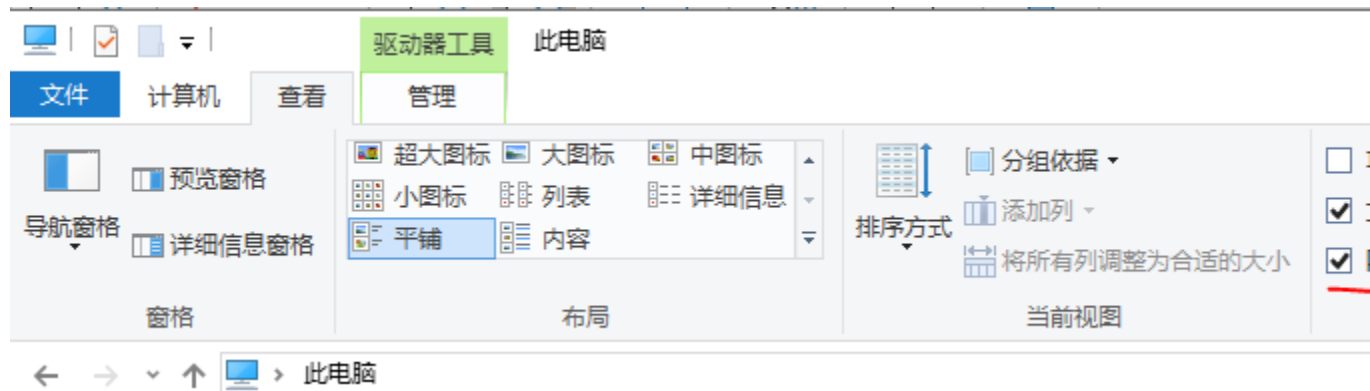 驱动器工具 此电脑
文件 计算机 查看 管理
超大图标 大图标 中图标
预览窗格
小图标 列表 详细信息
导航窗格
详细信息窗格
平铺 内容
排序方式
分组依据
添加列
将所有列调整为合适的大小
窗格 布局 当前视图
此电脑